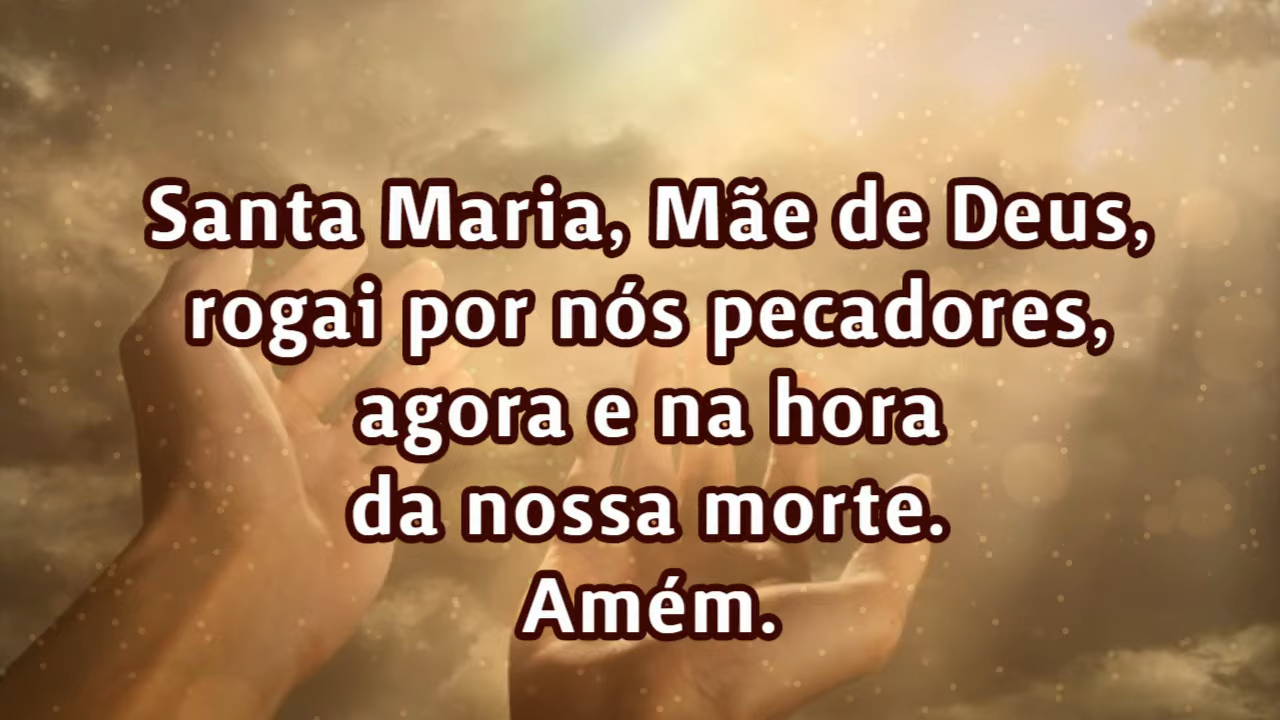 Santa Maria, Mãe de Deus,
rogai por nós pecadores,
agora e na hora
da nossa morte.
Amém.